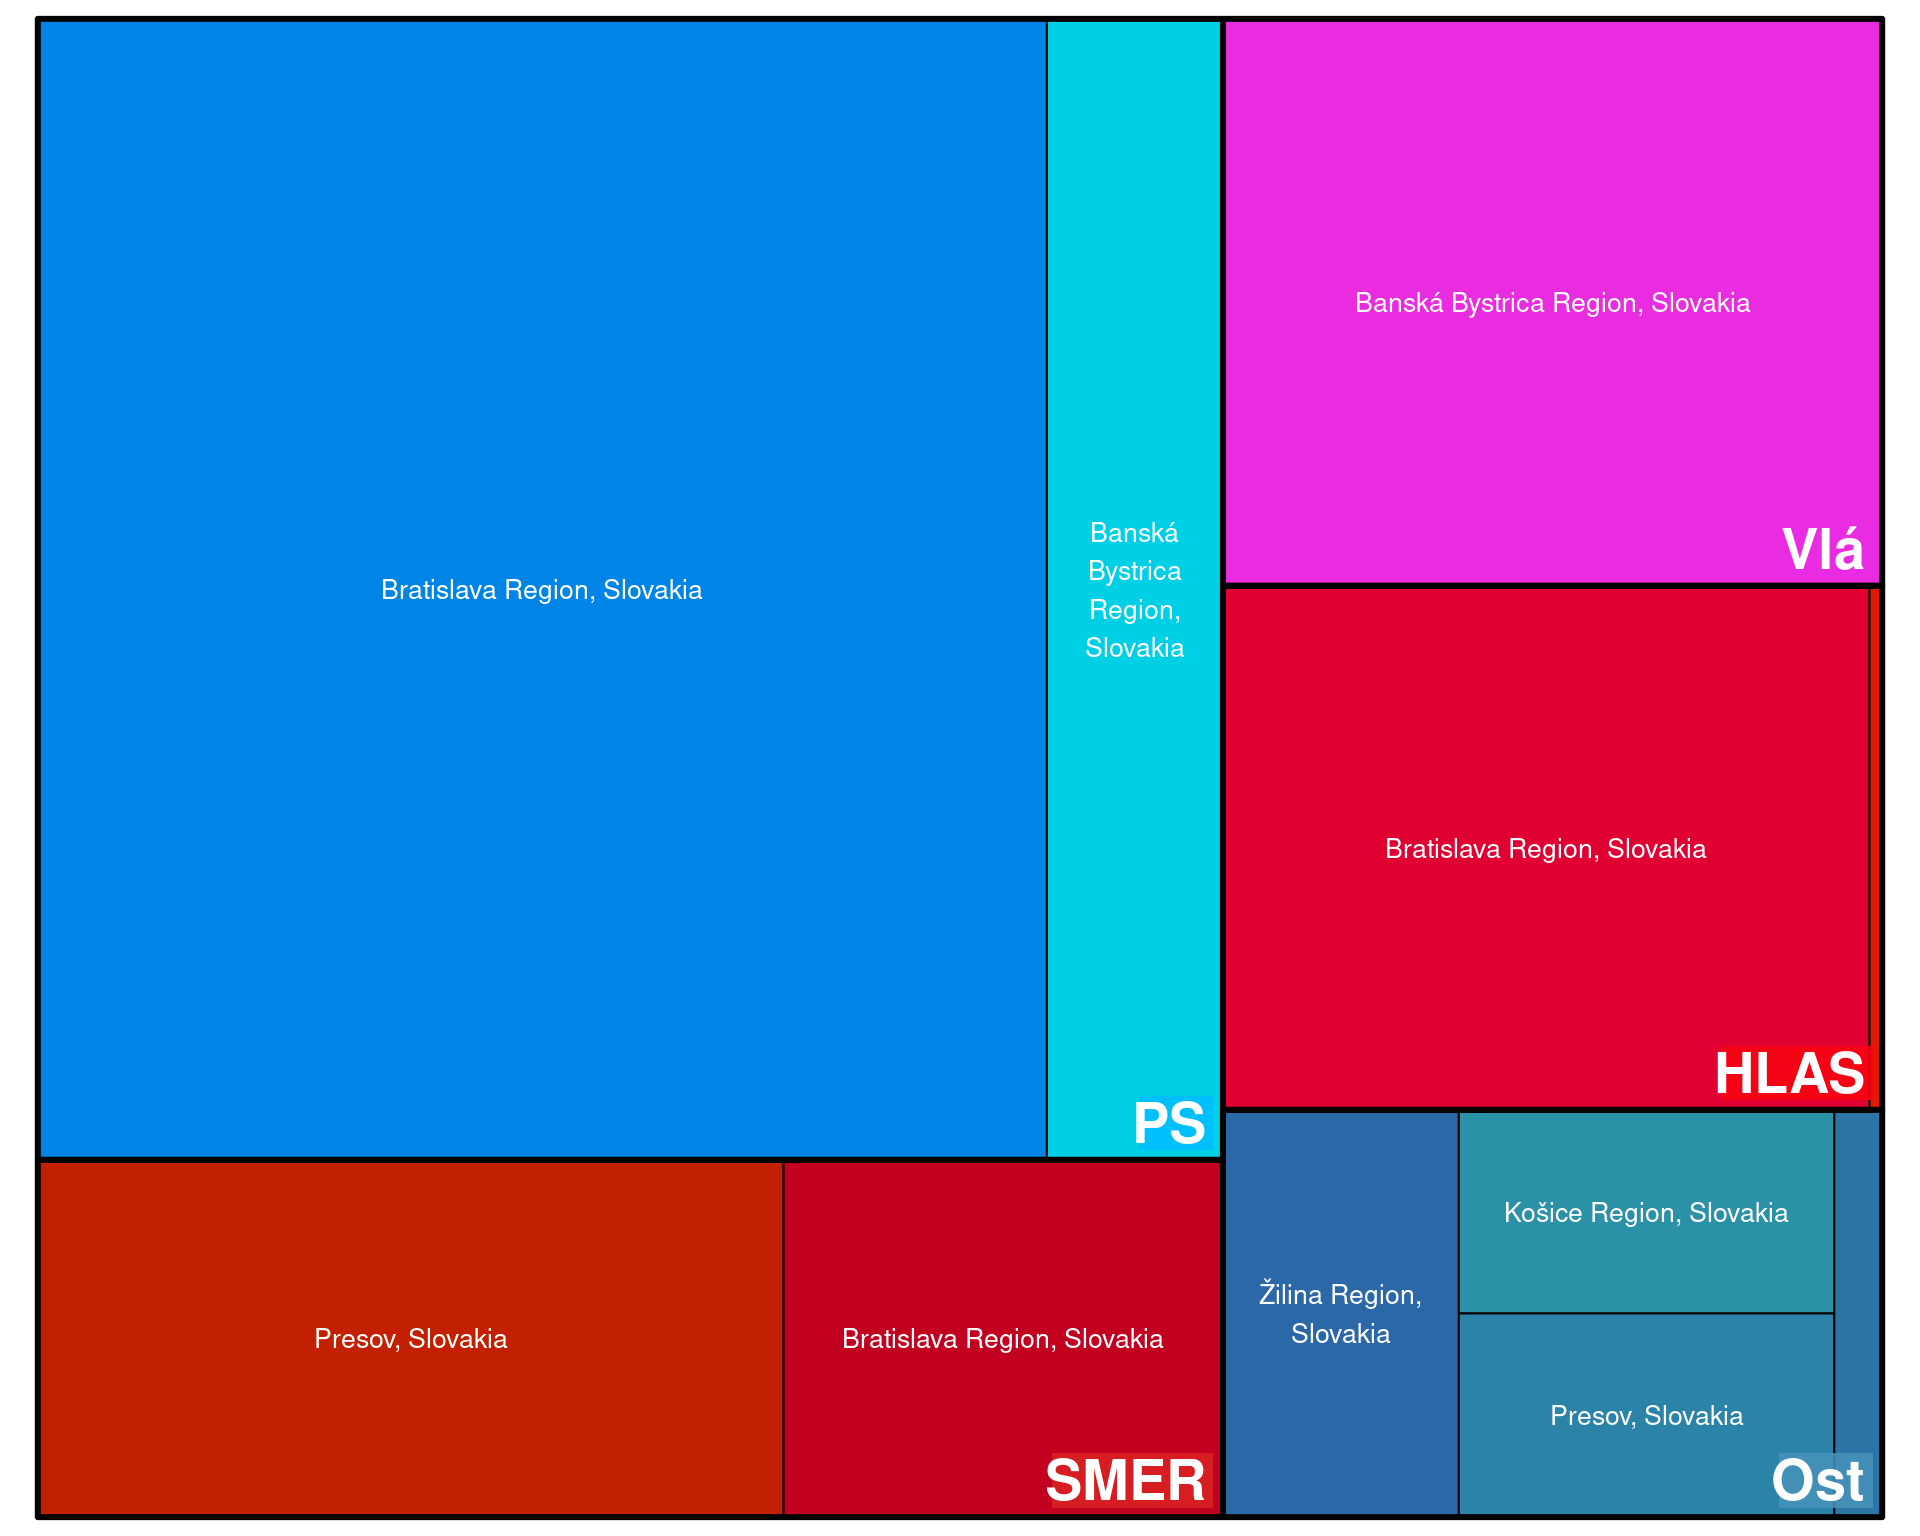 Bratislava Region, Slovakia
Banská
Bystrica
Region,
Slovakia
PS
Banská Bystrica Region, Slovakia
Vlá
Bratislava Region, Slovakia
HLAS
Presov, Slovakia
Bratislava Region, Slovakia
SMER
Žilina Region,
Slovakia
Košice Region, Slovakia
Presov, Slovakia
Ost